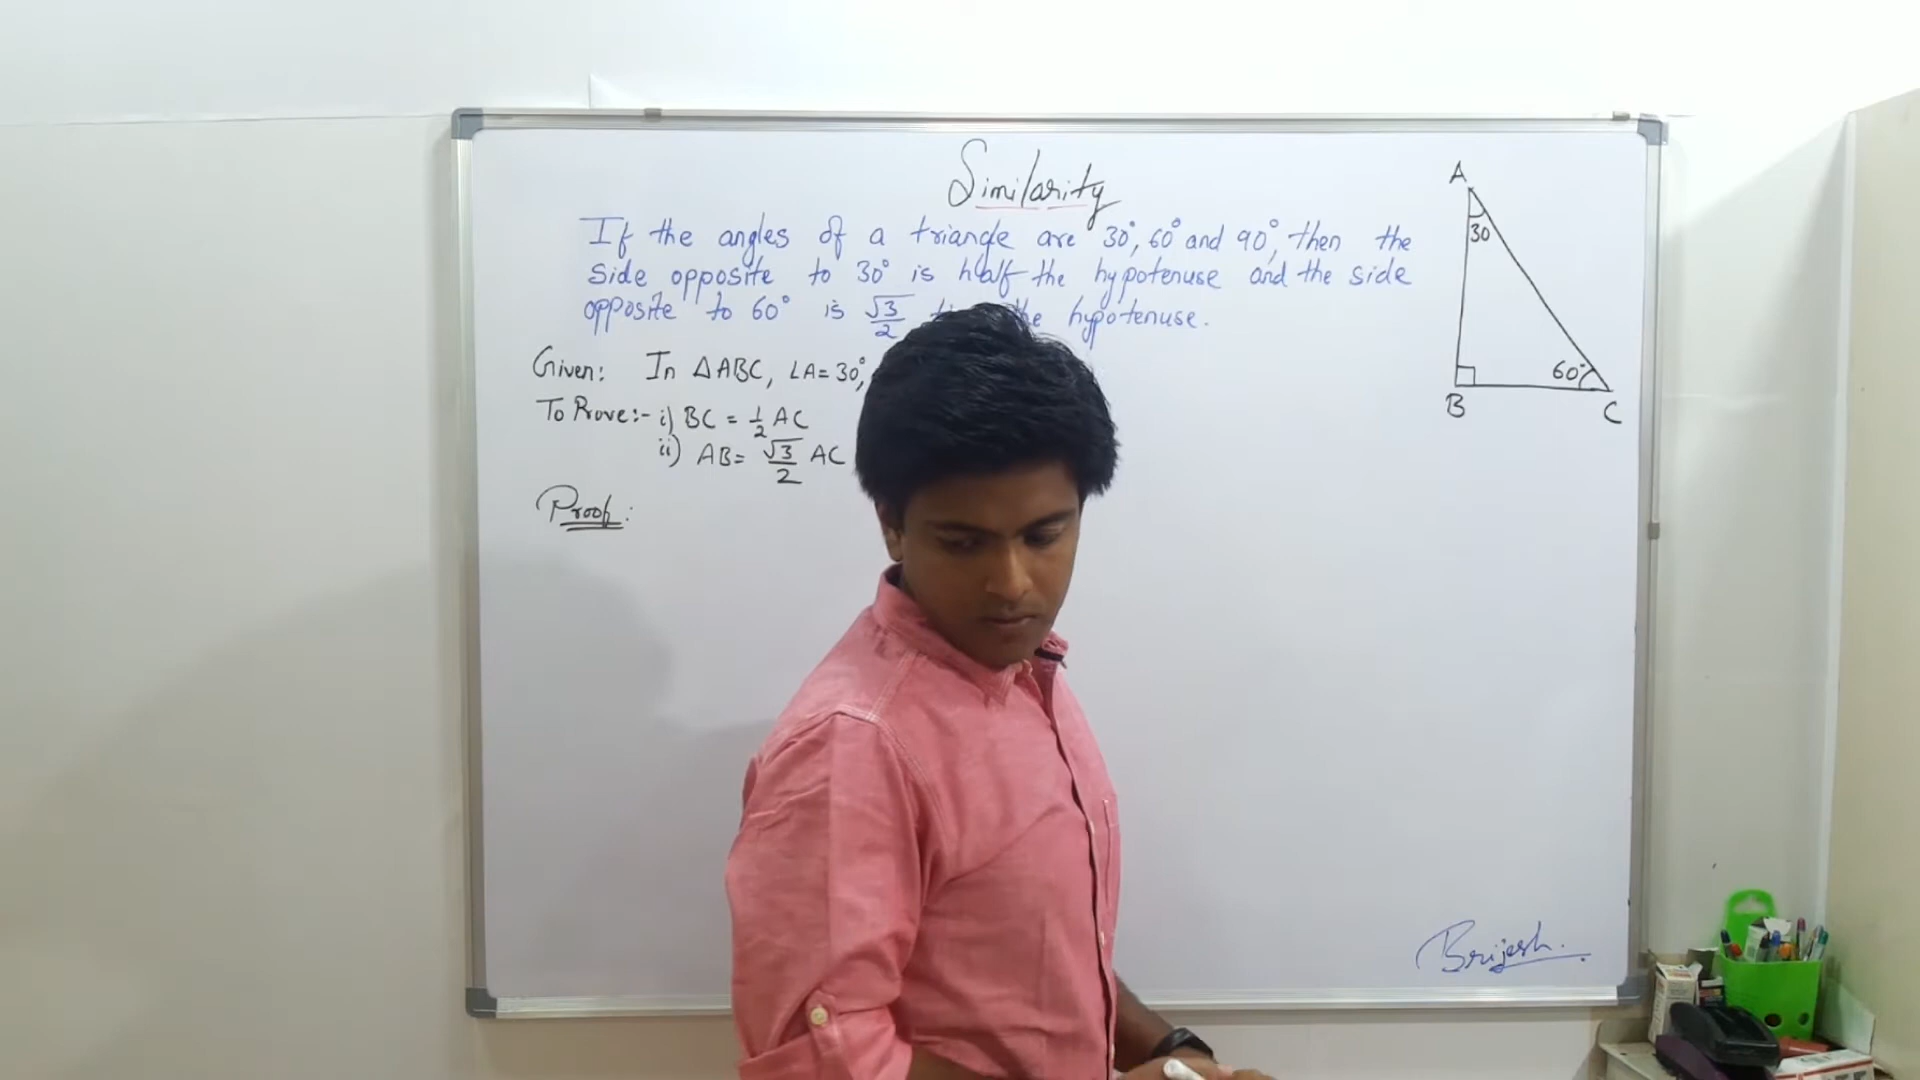 Similarity
If the angles of a triangle are 30°, 60° and 90°, then the
side opposite to 30° is half the hypotenuse and the side
opposite to 60° is √3/2 the hypotenuse.
Given: In △ABC, ∠A = 30°,
To Prove:- i) BC = 1/2 AC
ii) AB = √3/2 AC
Proof:
A
30
60°
B
C
Brijesh.